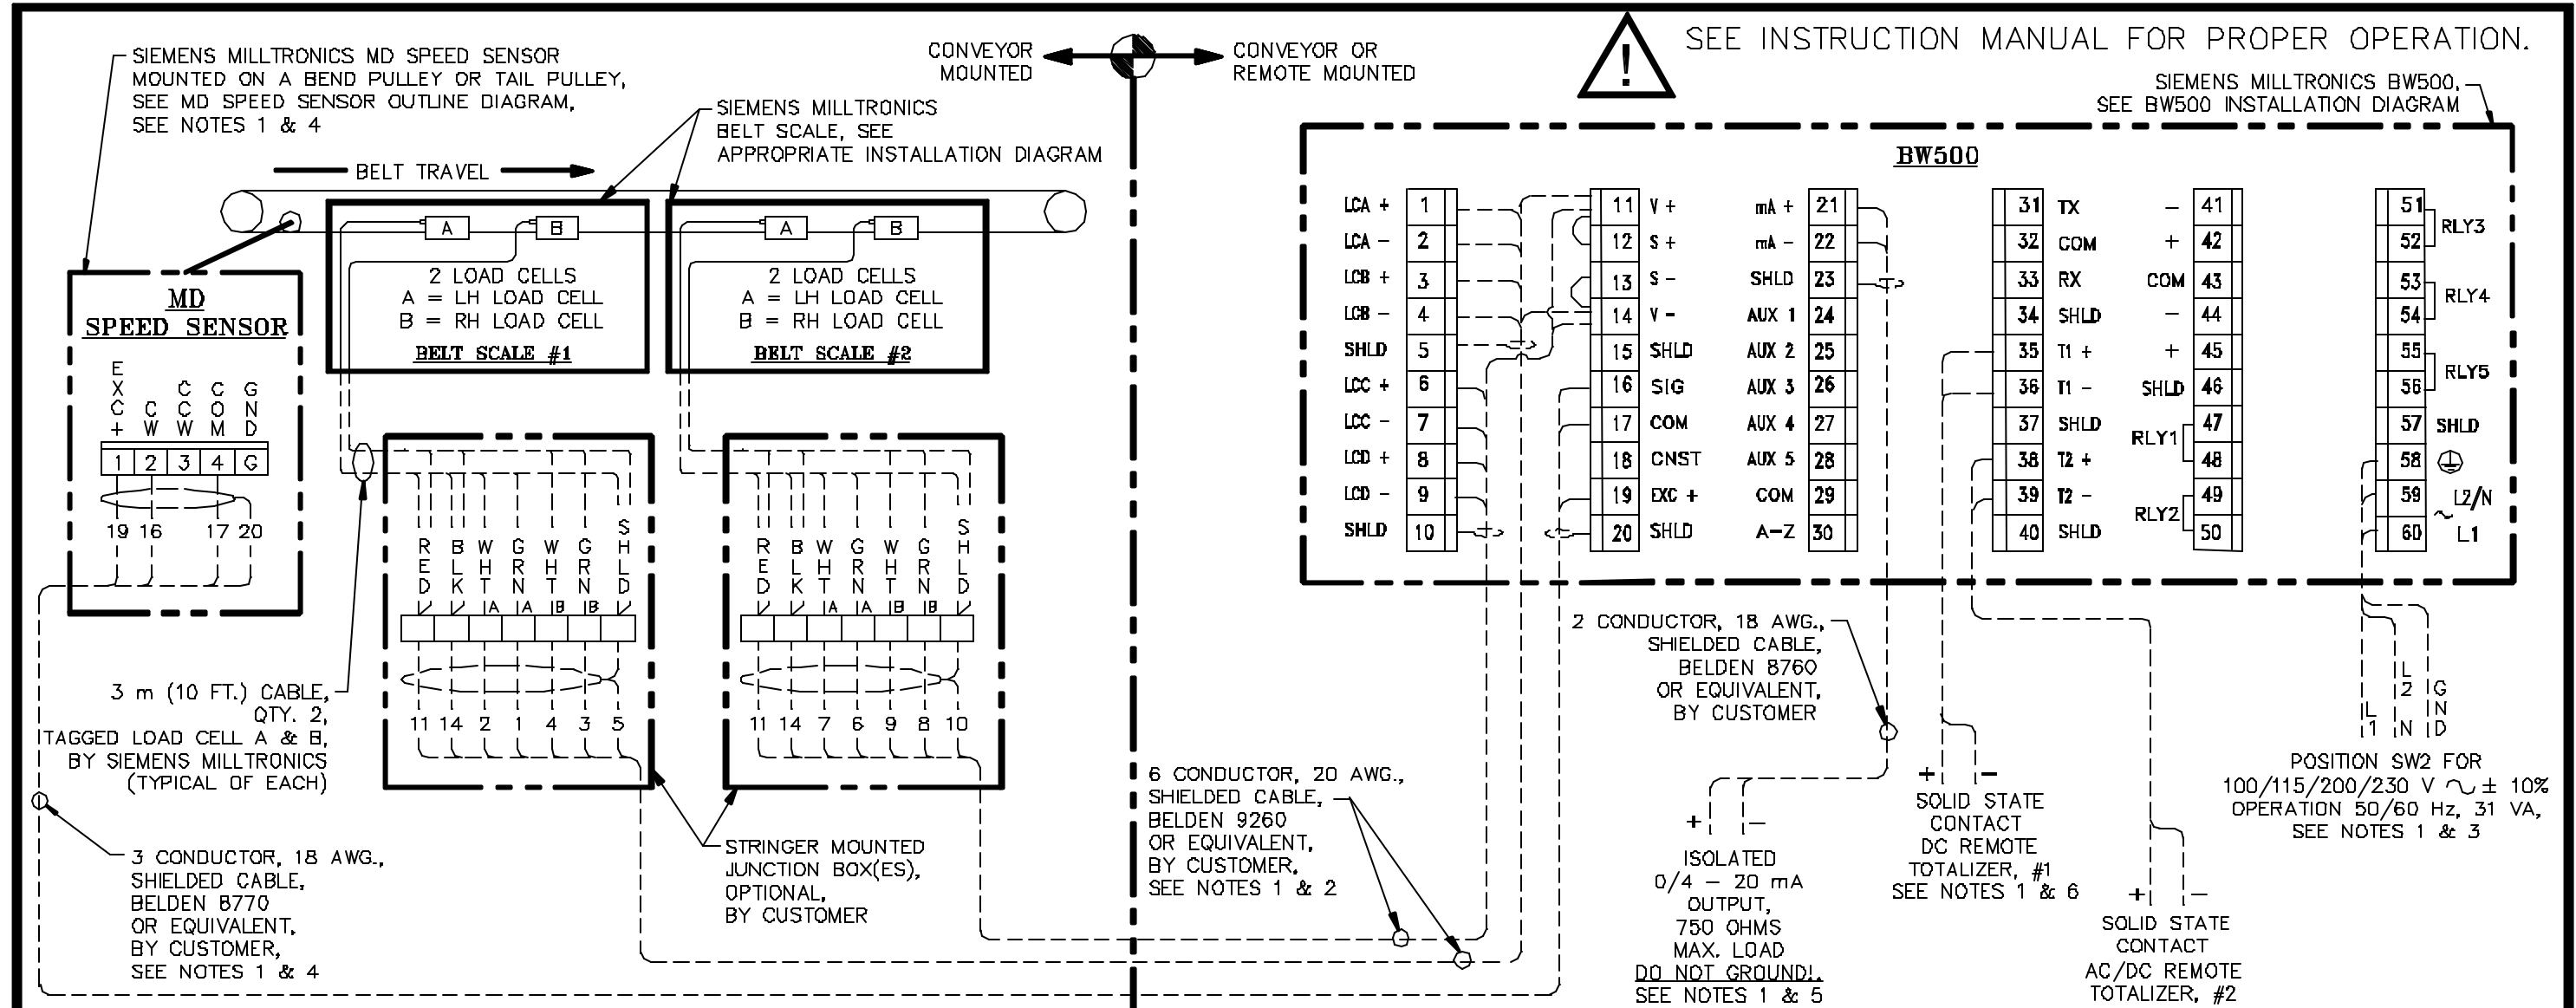 SIEMENS MILLTRONICS MD SPEED SENSOR
MOUNTED ON A BEND PULLEY OR TAIL PULLEY,
SEE MD SPEED SENSOR OUTLINE DIAGRAM,
SEE NOTES 1 & 4
CONVEYOR
MOUNTED
CONVEYOR OR
REMOTE MOUNTED
!
SEE INSTRUCTION MANUAL FOR PROPER OPERATION.
SIEMENS MILLTRONICS BW500,
SEE BW500 INSTALLATION DIAGRAM
SIEMENS MILLTRONICS
BELT SCALE, SEE
APPROPRIATE INSTALLATION DIAGRAM
BELT TRAVEL
A
B
2 LOAD CELLS
A = LH LOAD CELL
B = RH LOAD CELL
BELT SCALE #1
A
B
2 LOAD CELLS
A = LH LOAD CELL
B = RH LOAD CELL
BELT SCALE #2
MD
SPEED SENSOR
EXC+
CW
CCW
COM
GND
1 2 3 4 G
19 16 17 20
RED
BLK
WHT
GRN
WHT
GRN
SHLD
A A B B
11 14 2 1 4 3 5
RED
BLK
WHT
GRN
WHT
GRN
SHLD
A A B B
11 14 7 6 9 8 10
3 m (10 FT.) CABLE,
QTY. 2,
TAGGED LOAD CELL A & B,
BY SIEMENS MILLTRONICS
(TYPICAL OF EACH)
3 CONDUCTOR, 18 AWG.,
SHIELDED CABLE,
BELDEN 8770
OR EQUIVALENT,
BY CUSTOMER,
SEE NOTES 1 & 4
STRINGER MOUNTED
JUNCTION BOX(ES),
OPTIONAL,
BY CUSTOMER
6 CONDUCTOR, 20 AWG.,
SHIELDED CABLE,
BELDEN 9260
OR EQUIVALENT,
BY CUSTOMER,
SEE NOTES 1 & 2
BW500
LCA + 1
LCA - 2
LCB + 3
LCB - 4
SHLD 5
LCC + 6
LCC - 7
LCD + 8
LCD - 9
SHLD 10
11 V +
12 S +
13 S -
14 V -
15 SHLD
16 SIG
17 COM
18 CNST
19 EXC +
20 SHLD
mA + 21
mA - 22
SHLD 23
AUX 1 24
AUX 2 25
AUX 3 26
AUX 4 27
AUX 5 28
COM 29
A-Z 30
31 TX
32 COM
33 RX
34 SHLD
35 T1 +
36 T1 -
37 SHLD
38 T2 +
39 T2 -
40 SHLD
- 41
+ 42
COM 43
- 44
+ 45
SHLD 46
47
RLY1
48
49
RLY2
50
51
RLY3
52
53
RLY4
54
55
RLY5
56
57 SHLD
58
59 L2/N
60 L1
2 CONDUCTOR, 18 AWG.,
SHIELDED CABLE,
BELDEN 8760
OR EQUIVALENT,
BY CUSTOMER
+ -
ISOLATED
0/4 - 20 mA
OUTPUT,
750 OHMS
MAX. LOAD
DO NOT GROUND!.
SEE NOTES 1 & 5
+ -
SOLID STATE
CONTACT
DC REMOTE
TOTALIZER, #1
SEE NOTES 1 & 6
+ -
SOLID STATE
CONTACT
AC/DC REMOTE
TOTALIZER, #2
L1
L2 N
GND
POSITION SW2 FOR
100/115/200/230 V ∿ ± 10%
OPERATION 50/60 Hz, 31 VA,
SEE NOTES 1 & 3